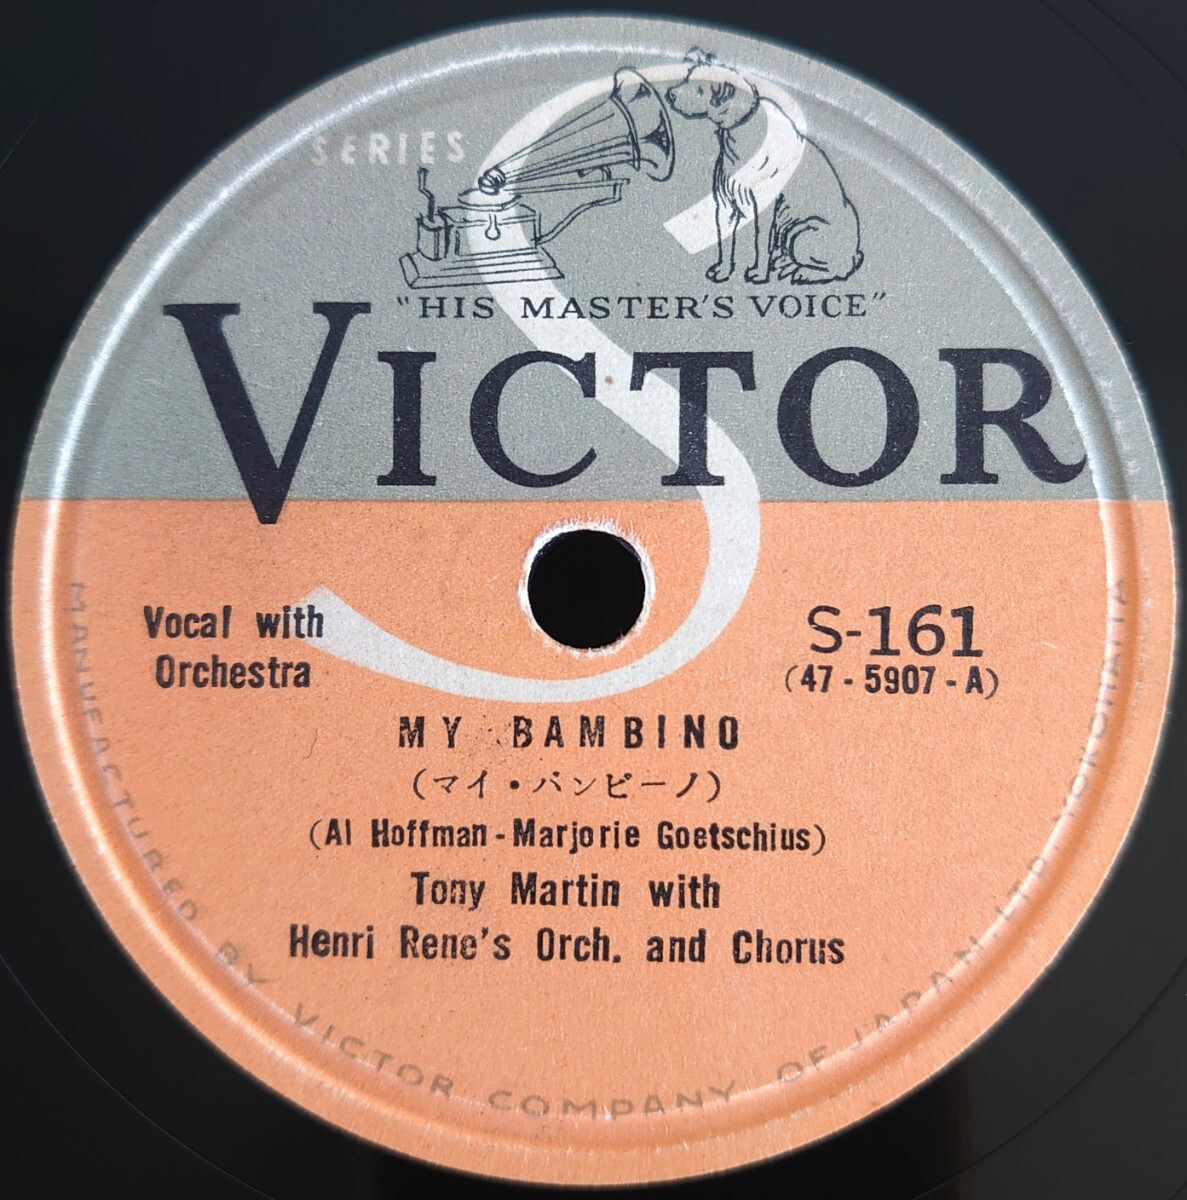 SERIES
S
"HIS MASTER'S VOICE"
VICTOR
Vocal with
Orchestra
S-161
(47-5907-A)
MY BAMBINO
(マイ・バンビーノ)
(Al Hoffman-Marjorie Goetschius)
Tony Martin with
Henri Rene's Orch. and Chorus
MANUFACTURED BY VICTOR COMPANY OF JAPAN, LTD. YOKOHAMA